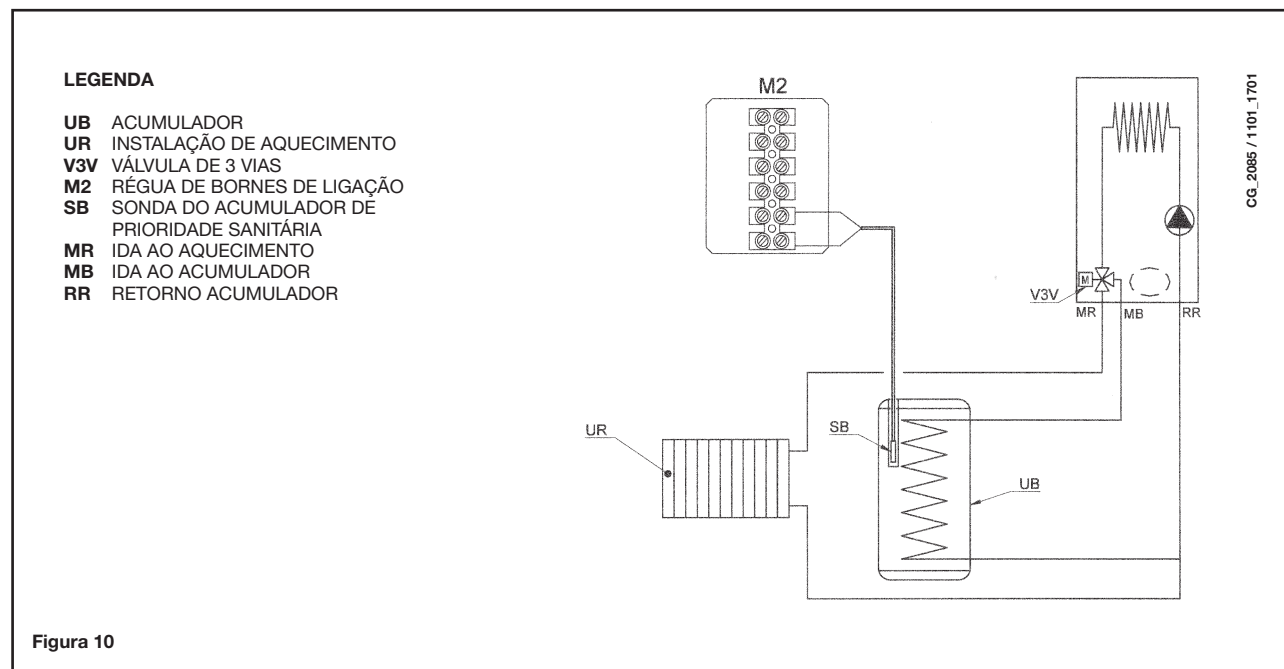 LEGENDA
UB ACUMULADOR
UR INSTALAÇÃO DE AQUECIMENTO
V3V VÁLVULA DE 3 VIAS
M2 RÉGUA DE BORNES DE LIGAÇÃO
SB SONDA DO ACUMULADOR DE
PRIORIDADE SANITÁRIA
MR IDA AO AQUECIMENTO
MB IDA AO ACUMULADOR
RR RETORNO ACUMULADOR
M2
CG_2085 / 1101_1701
M
V3V
MR
MB
RR
UR
SB
UB
Figura 10